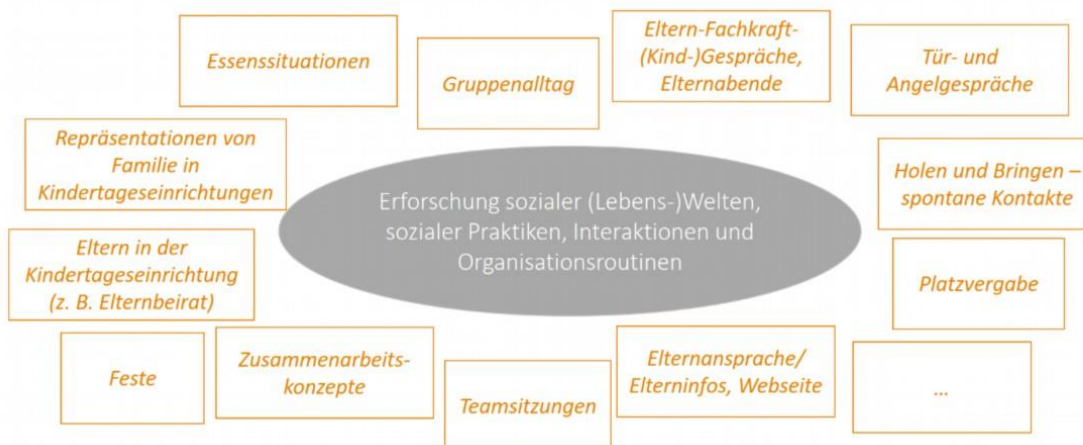 Essenssituationen
Gruppenalltag
Eltern-Fachkraft-
(Kind-)Gespräche,
Elternabende
Tür- und
Angelgespräche
Repräsentationen von
Familie in
Kindertageseinrichtungen
Erforschung sozialer (Lebens-)Welten,
sozialer Praktiken, Interaktionen und
Organisationsroutinen
Holen und Bringen –
spontane Kontakte
Eltern in der
Kindertageseinrichtung
(z. B. Elternbeirat)
Platzvergabe
Feste
Zusammenarbeits-
konzepte
Teamsitzungen
Elternansprache/
Elterninfos, Webseite
...